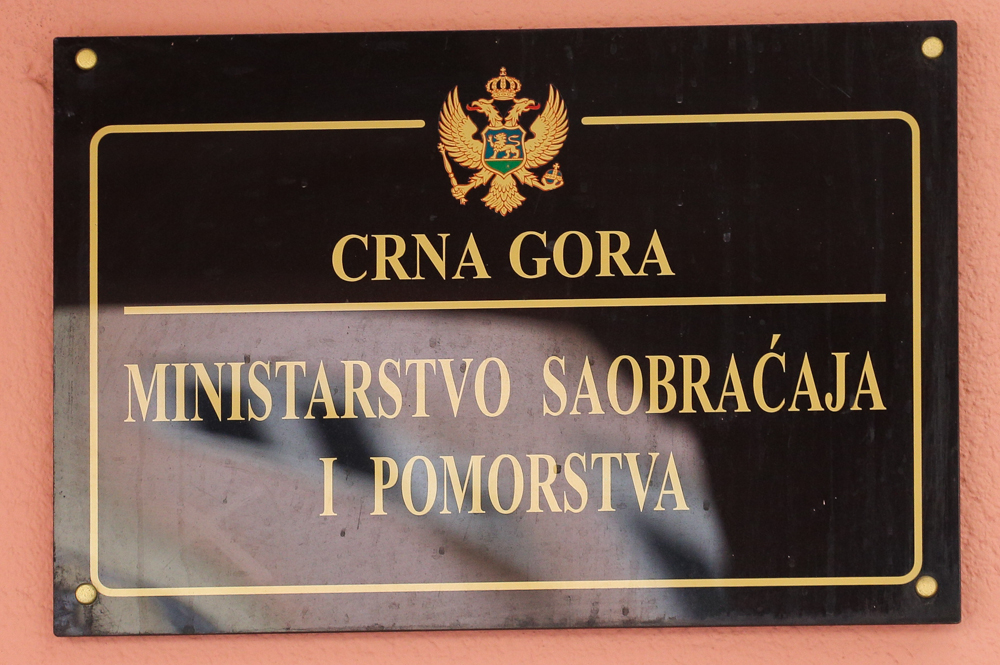 CRNA GORA
MINISTARSTVO SAOBRAĆAJA
I POMORSTVA